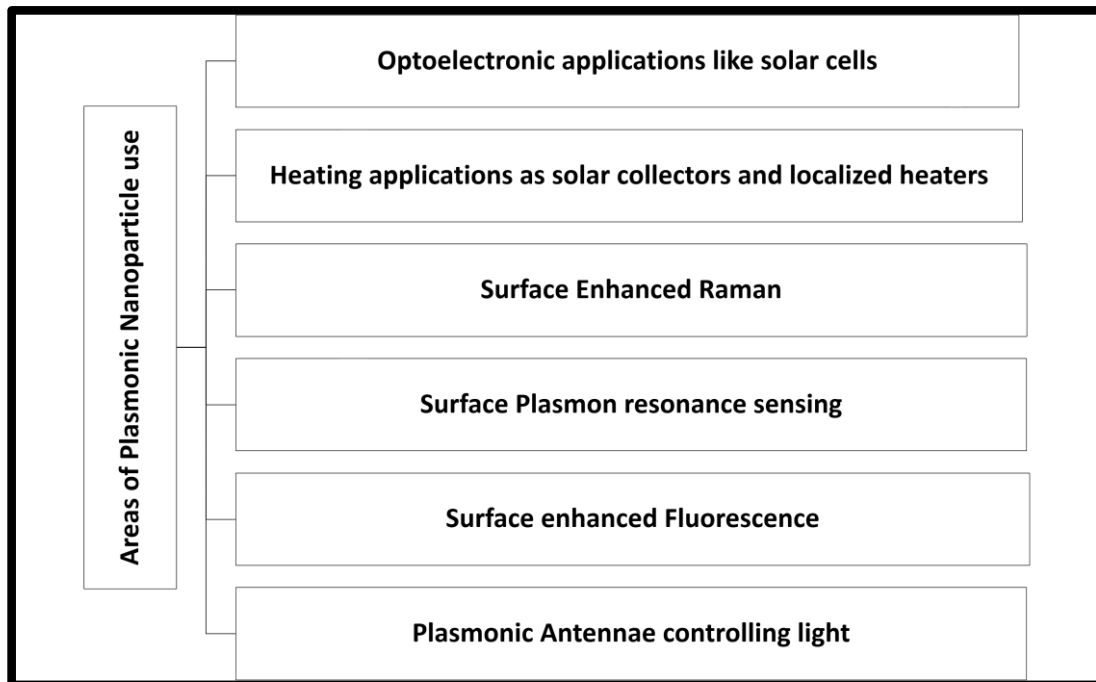 Areas of Plasmonic Nanoparticle use
Optoelectronic applications like solar cells
Heating applications as solar collectors and localized heaters
Surface Enhanced Raman
Surface Plasmon resonance sensing
Surface enhanced Fluorescence
Plasmonic Antennae controlling light